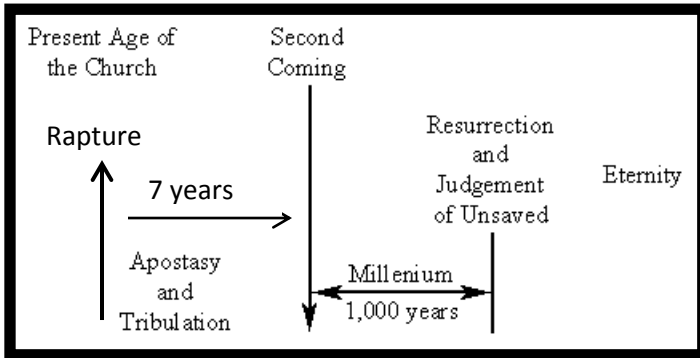 Present Age of
the Church
Second
Coming
Rapture
7 years
Apostasy
and
Tribulation
Millenium
1,000 years
Resurrection
and
Judgement
of Unsaved
Eternity